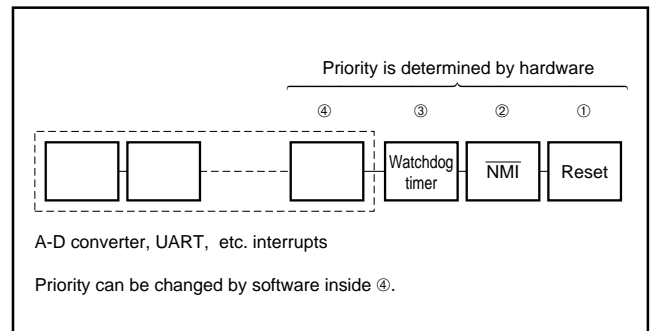 Priority is determined by hardware
④ ③ ② ①
Watchdog
timer
N̅M̅I̅
Reset
A-D converter, UART, etc. interrupts
Priority can be changed by software inside ④.